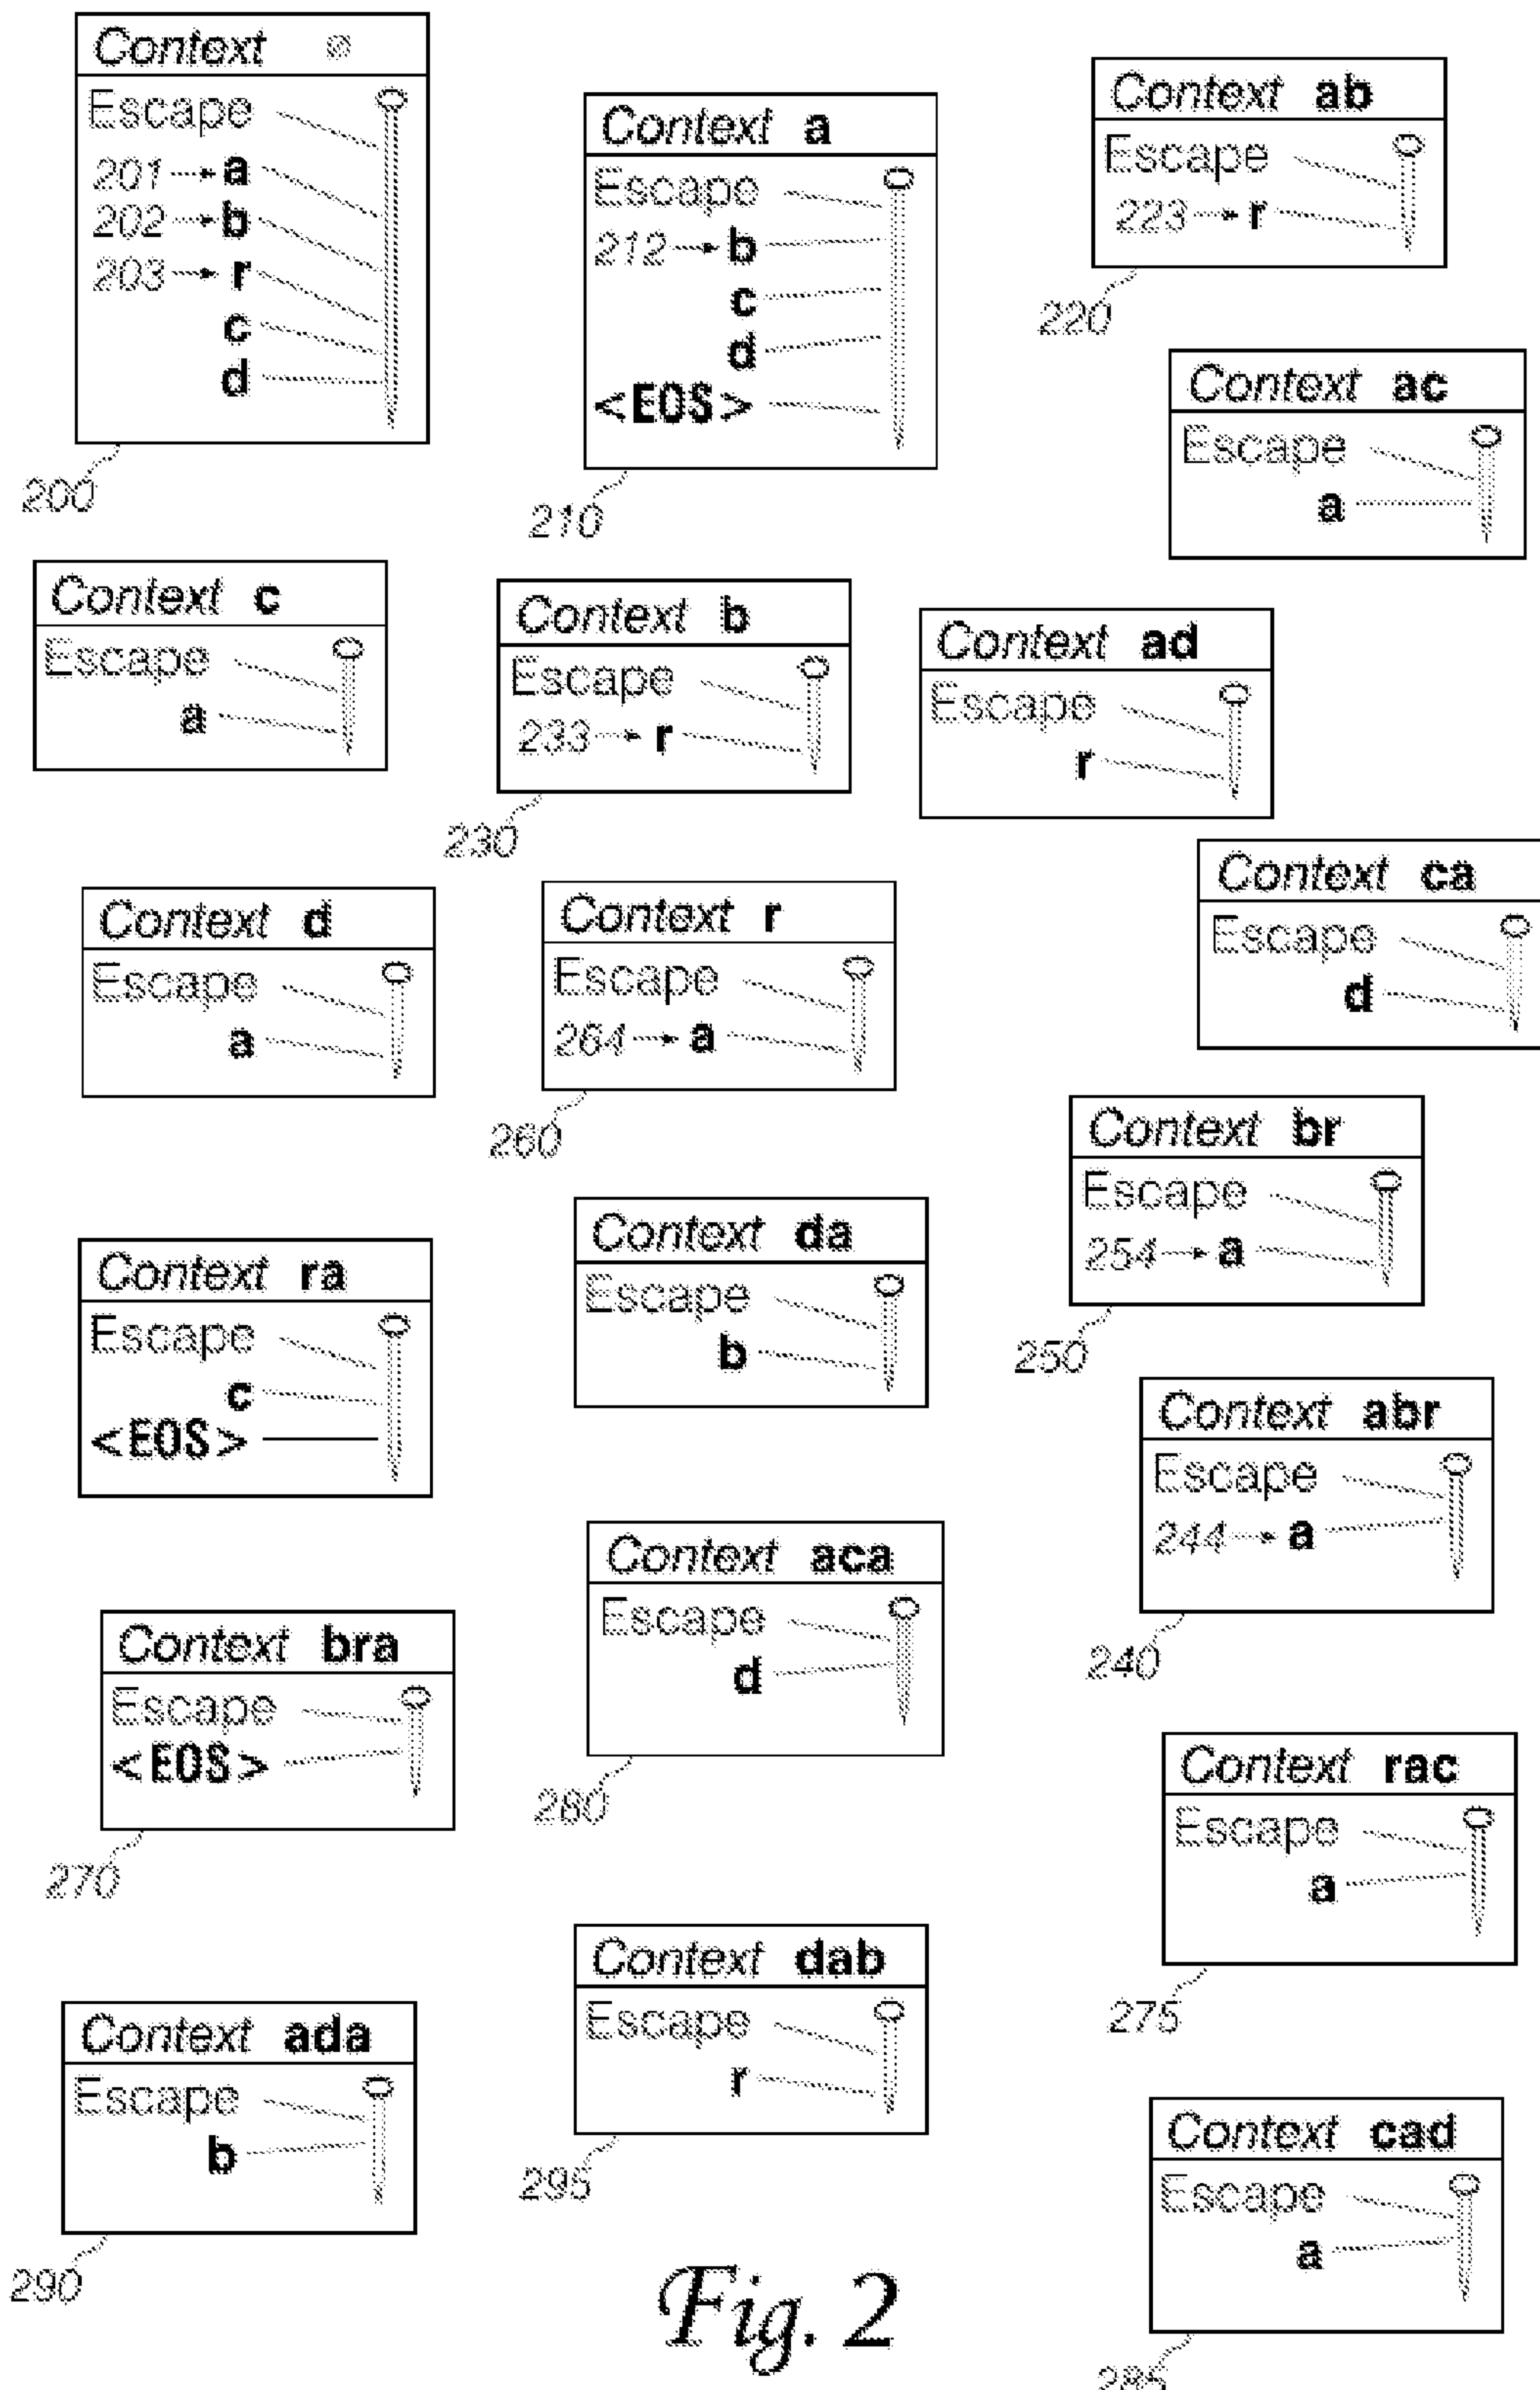 Context ∅
Escape
201 → a
202 → b
203 → r
c
d
200
Context a
Escape
212 → b
c
d
<EOS>
210
Context ab
Escape
223 → r
220
Context ac
Escape
a
Context c
Escape
a
Context b
Escape
233 → r
230
Context ad
Escape
r
Context ca
Escape
d
Context d
Escape
a
Context r
Escape
264 → a
260
Context br
Escape
254 → a
250
Context ra
Escape
c
<EOS>
Context da
Escape
b
Context abr
Escape
244 → a
240
Context aca
Escape
d
280
Context bra
Escape
<EOS>
270
Context rac
Escape
a
275
Context dab
Escape
r
295
Context ada
Escape
b
290
Context cad
Escape
a
285
Fig. 2